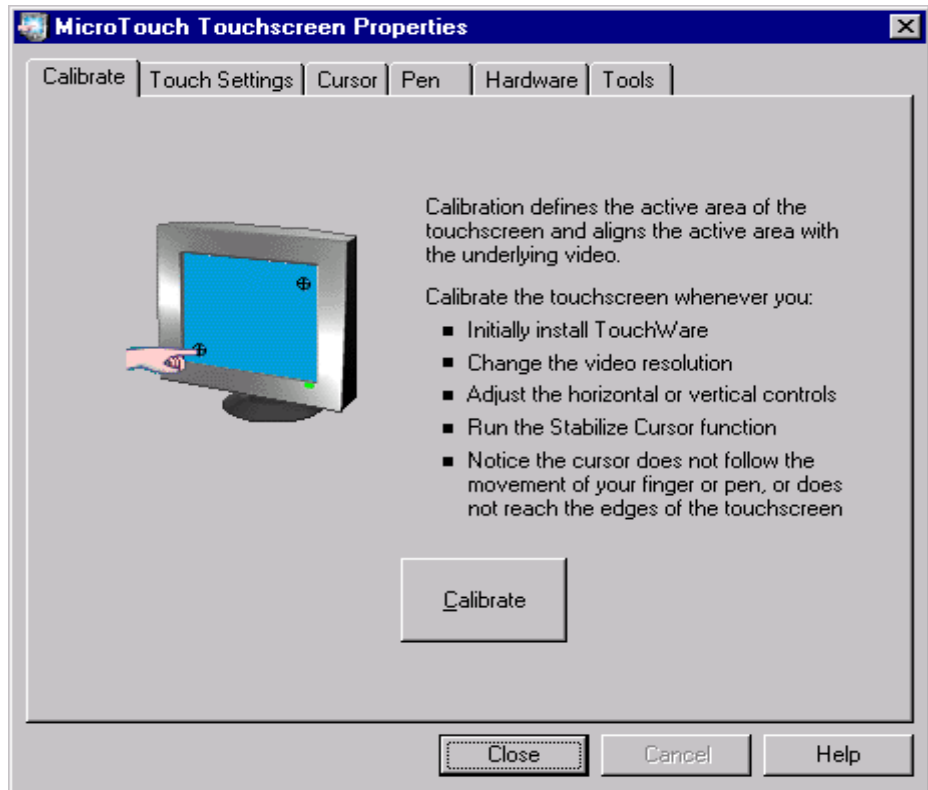 MicroTouch Touchscreen Properties
Calibrate Touch Settings Cursor Pen Hardware Tools
Calibration defines the active area of the
touchscreen and aligns the active area with
the underlying video.
Calibrate the touchscreen whenever you:
▪ Initially install TouchWare
▪ Change the video resolution
▪ Adjust the horizontal or vertical controls
▪ Run the Stabilize Cursor function
▪ Notice the cursor does not follow the
movement of your finger or pen, or does
not reach the edges of the touchscreen
Calibrate
Close Cancel Help